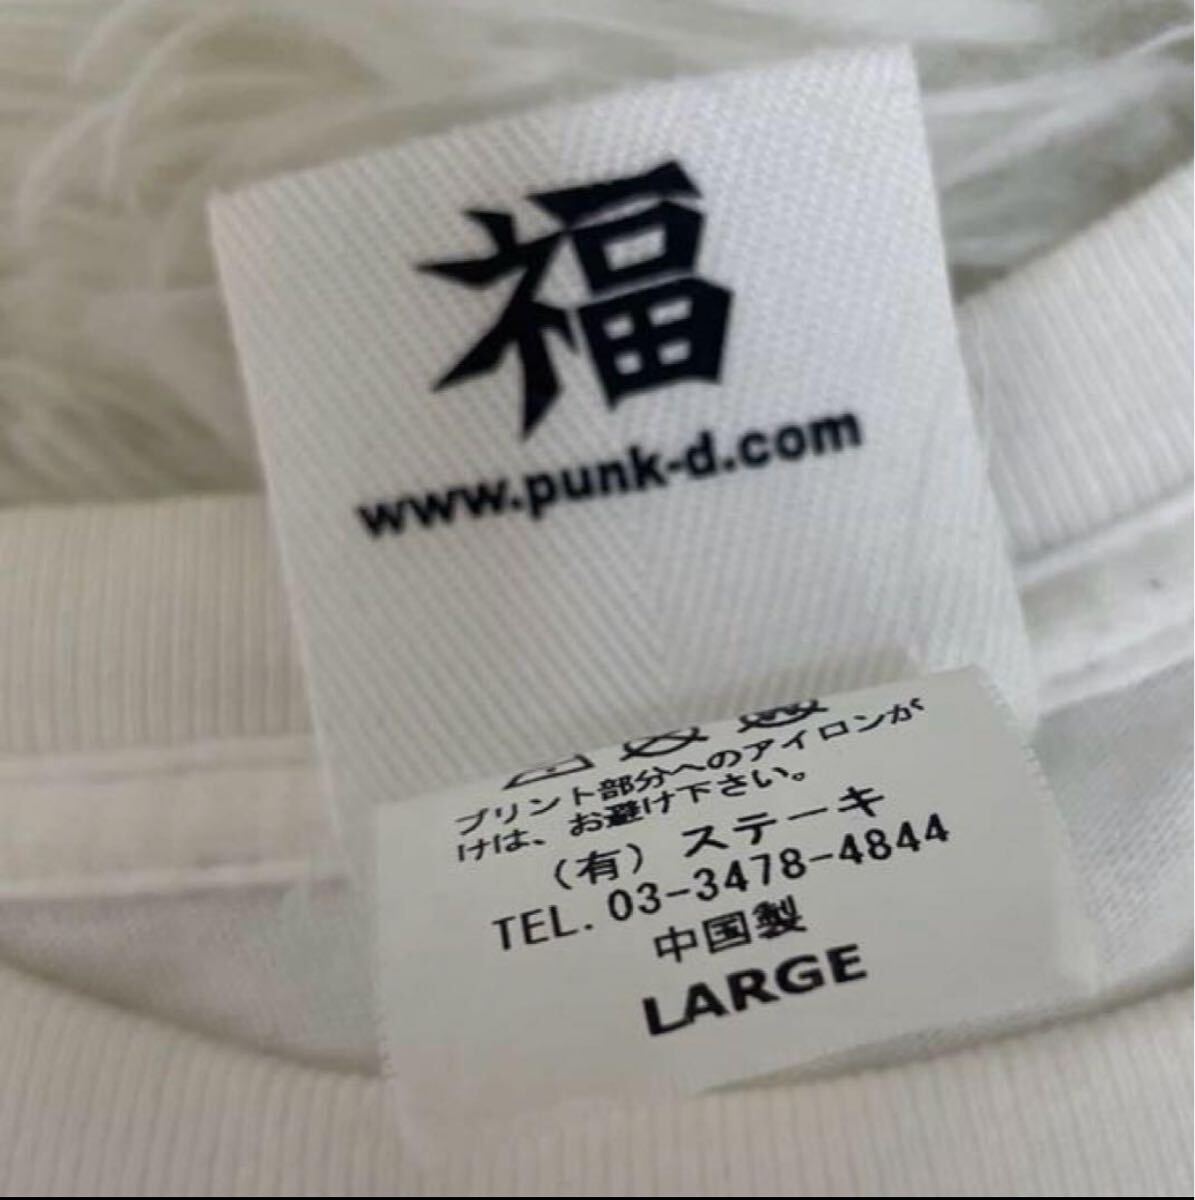 福
www.punk-d.com
プリント部分へのアイロンが
けは、お避け下さい。
(有) ステーキ
TEL. 03-3478-4844
中国製
LARGE